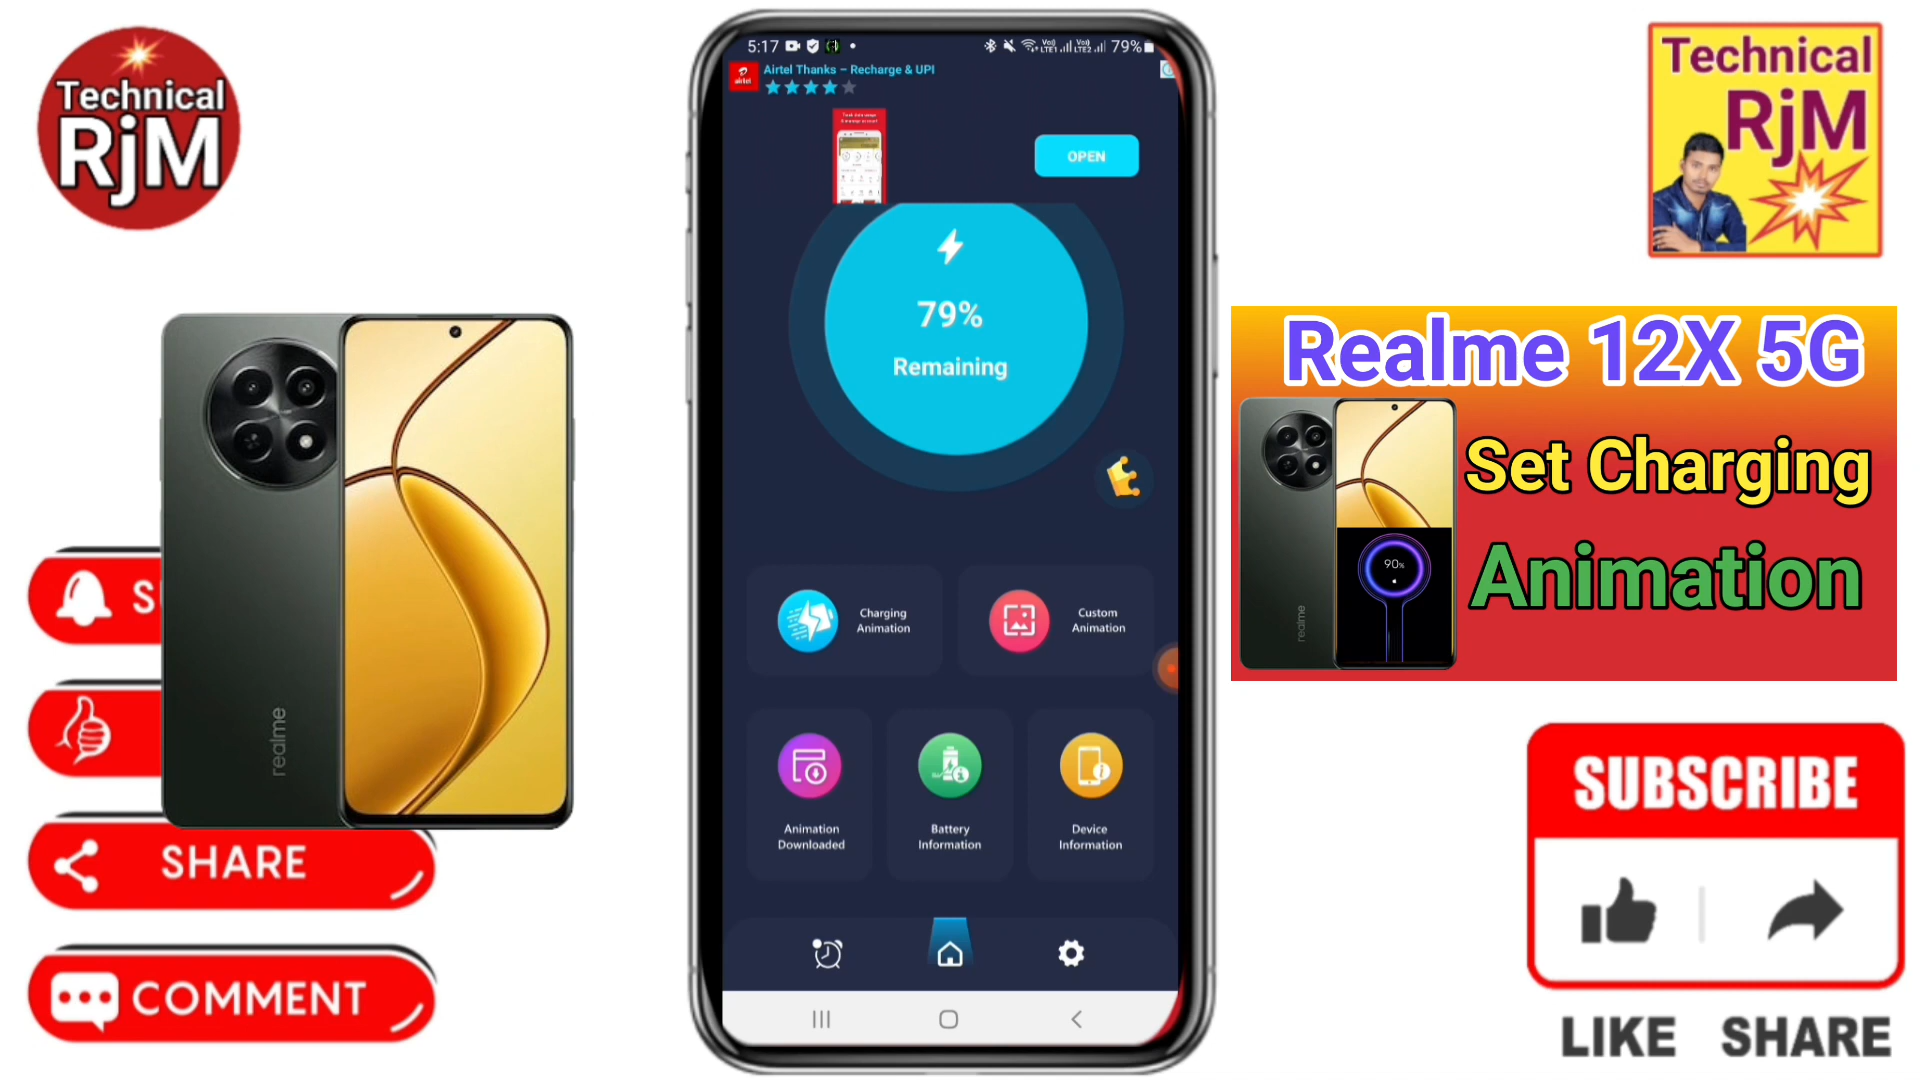 Technical
RjM
SHARE
COMMENT
realme
5:17
79%
airtel
Airtel Thanks – Recharge & UPI
OPEN
79%
Remaining
Charging
Animation
Custom
Animation
Animation
Downloaded
Battery
Information
Device
Information
Technical
RjM
Realme 12X 5G
Set Charging
Animation
90%
realme
SUBSCRIBE
LIKE SHARE